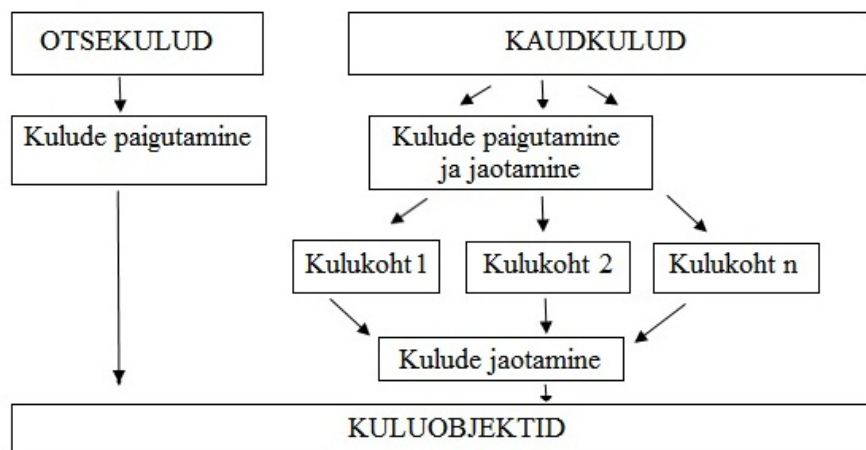 OTSEKULUD
KAUDKULUD
Kulude paigutamine
Kulude paigutamine
ja jaotamine
Kulukoht 1
Kulukoht 2
Kulukoht n
Kulude jaotamine
KULUOBJEKTID